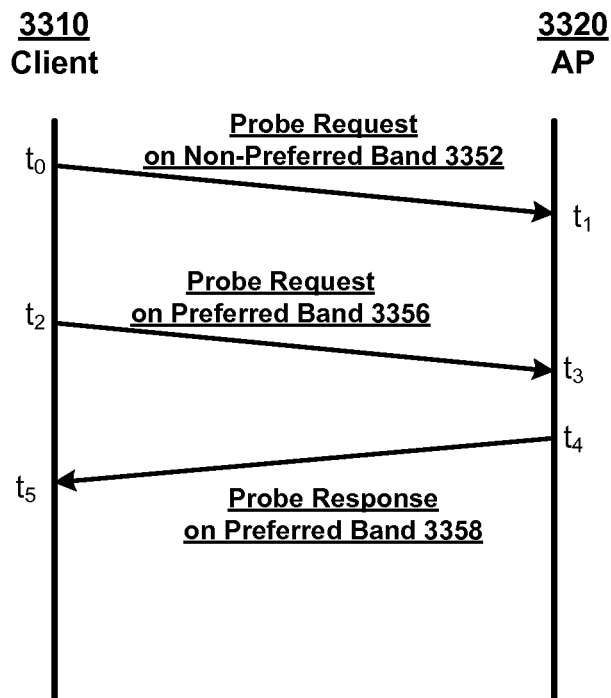 3310
Client
3320
AP
Probe Request
on Non-Preferred Band 3352
t0
t1
Probe Request
on Preferred Band 3356
t2
t3
t4
t5
Probe Response
on Preferred Band 3358